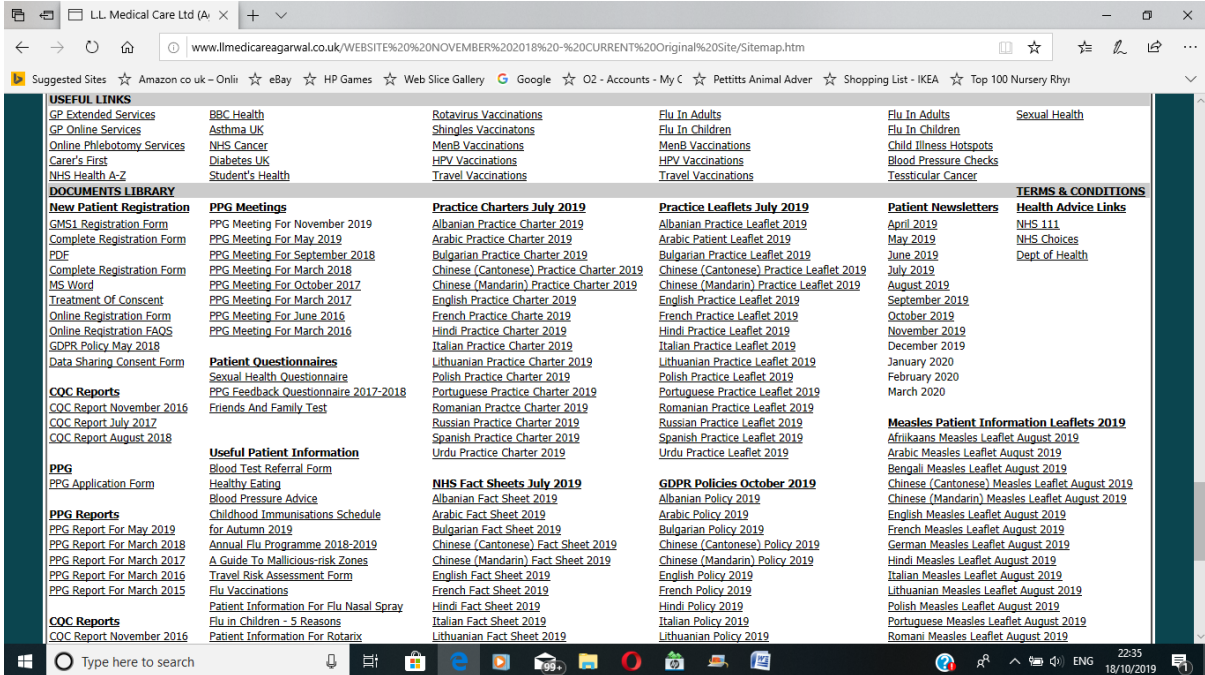 L.L. Medical Care Ltd (A
www.llmedicareagarwal.co.uk/WEBSITE%20%20NOVEMBER%202018%20-%20CURRENT%20Original%20Site/Sitemap.htm
Suggested Sites
Amazon co uk – Onlin
eBay
HP Games
Web Slice Gallery
Google
O2 - Accounts - My C
Pettitts Animal Adver
Shopping List - IKEA
Top 100 Nursery Rhy
USEFUL LINKS
GP Extended Services
GP Online Services
Online Phlebotomy Services
Carer's First
NHS Health A-Z
BBC Health
Asthma UK
NHS Cancer
Diabetes UK
Student's Health
Rotavirus Vaccinations
Shingles Vaccinatons
MenB Vaccinations
HPV Vaccinations
Travel Vaccinations
Flu In Adults
Flu In Children
MenB Vaccinations
HPV Vaccinations
Travel Vaccinations
Flu In Adults
Flu In Children
Child Illness Hotspots
Blood Pressure Checks
Tessticular Cancer
Sexual Health
DOCUMENTS LIBRARY
TERMS & CONDITIONS
New Patient Registration
GMS1 Registration Form
Complete Registration Form
PDF
Complete Registration Form
MS Word
Treatment Of Conscent
Online Registration Form
Online Registration FAQS
GDPR Policy May 2018
Data Sharing Consent Form
CQC Reports
CQC Report November 2016
CQC Report July 2017
CQC Report August 2018
PPG
PPG Application Form
PPG Reports
PPG Report For May 2019
PPG Report For March 2018
PPG Report For March 2017
PPG Report For March 2016
PPG Report For March 2015
CQC Reports
CQC Report November 2016
PPG Meetings
PPG Meeting For November 2019
PPG Meeting For May 2019
PPG Meeting For September 2018
PPG Meeting For March 2018
PPG Meeting For October 2017
PPG Meeting For March 2017
PPG Meeting For June 2016
PPG Meeting For March 2016
Patient Questionnaires
Sexual Health Questionnaire
PPG Feedback Questionnaire 2017-2018
Friends And Family Test
Useful Patient Information
Blood Test Referral Form
Healthy Eating
Blood Pressure Advice
Childhood Immunisations Schedule
for Autumn 2019
Annual Flu Programme 2018-2019
A Guide To Mallicious-risk Zones
Travel Risk Assessment Form
Flu Vaccinations
Patient Information For Flu Nasal Spray
Flu in Children - 5 Reasons
Patient Information For Rotarix
Practice Charters July 2019
Albanian Practice Charter 2019
Arabic Practice Charter 2019
Bulgarian Practice Charter 2019
Chinese (Cantonese) Practice Charter 2019
Chinese (Mandarin) Practice Charter 2019
English Practice Charter 2019
French Practice Charte 2019
Hindi Practice Charter 2019
Italian Practice Charter 2019
Lithuanian Practice Charter 2019
Polish Practice Charter 2019
Portuguese Practice Charter 2019
Romanian Practce Charter 2019
Russian Practce Charter 2019
Spanish Practice Charter 2019
Urdu Practice Charter 2019
NHS Fact Sheets July 2019
Albanian Fact Sheet 2019
Arabic Fact Sheet 2019
Bulgarian Fact Sheet 2019
Chinese (Cantonese) Fact Sheet 2019
Chinese (Mandarin) Fact Sheet 2019
English Fact Sheet 2019
French Fact Sheet 2019
Hindi Fact Sheet 2019
Italian Fact Sheet 2019
Lithuanian Fact Sheet 2019
Practice Leaflets July 2019
Albanian Practice Leaflet 2019
Arabic Patient Leaflet 2019
Bulgarian Practice Leaflet 2019
Chinese (Cantonese) Practice Leaflet 2019
Chinese (Mandarin) Practice Leaflet 2019
English Practice Leaflet 2019
French Practice Leaflet 2019
Hindi Practice Leaflet 2019
Italian Practice Leaflet 2019
Lithuanian Practice Leaflet 2019
Polish Practice Leaflet 2019
Portuguese Practice Leaflet 2019
Romanian Practice Leaflet 2019
Russian Practice Leaflet 2019
Spanish Practice Leaflet 2019
Urdu Practice Leaflet 2019
GDPR Policies October 2019
Albanian Policy 2019
Arabic Policy 2019
Bulgarian Policy 2019
Chinese (Cantonese) Policy 2019
Chinese (Mandarin) Policy 2019
English Policy 2019
French Policy 2019
Hindi Policy 2019
Italian Policy 2019
Lithuanian Policy 2019
Patient Newsletters
April 2019
May 2019
June 2019
July 2019
August 2019
September 2019
October 2019
November 2019
December 2019
January 2020
February 2020
March 2020
Health Advice Links
NHS 111
NHS Choices
Dept of Health
Measles Patient Information Leaflets 2019
Afriikaans Measles Leaflet August 2019
Arabic Measles Leaflet August 2019
Bengali Measles Leaflet August 2019
Chinese (Cantonese) Measles Leaflet August 2019
Chinese (Mandarin) Measles Leaflet August 2019
English Measles Leaflet August 2019
French Measles Leaflet August 2019
German Measles Leaflet August 2019
Hindi Measles Leaflet August 2019
Italian Measles Leaflet August 2019
Lithuanian Measles Leaflet August 2019
Polish Measles Leaflet August 2019
Portuguese Measles Leaflet August 2019
Romani Measles Leaflet August 2019
Type here to search
99+
ENG
22:35
18/10/2019
1